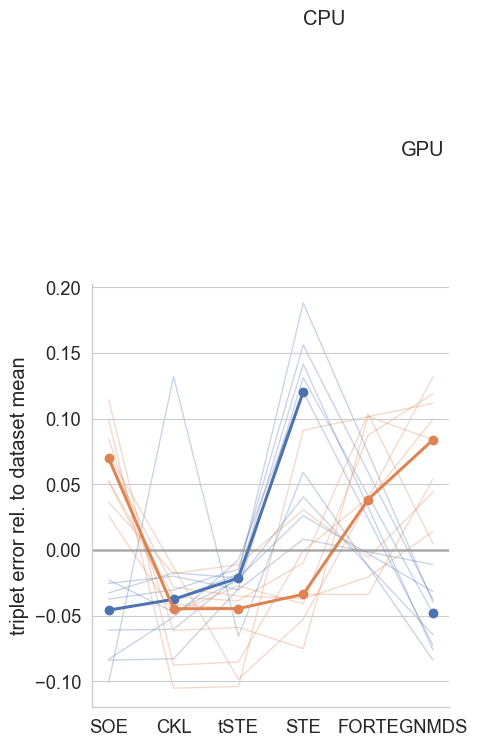 CPU
GPU
triplet error rel. to dataset mean
0.20
0.15
0.10
0.05
0.00
−0.05
−0.10
SOE CKL tSTE STE FORTE GNMDS